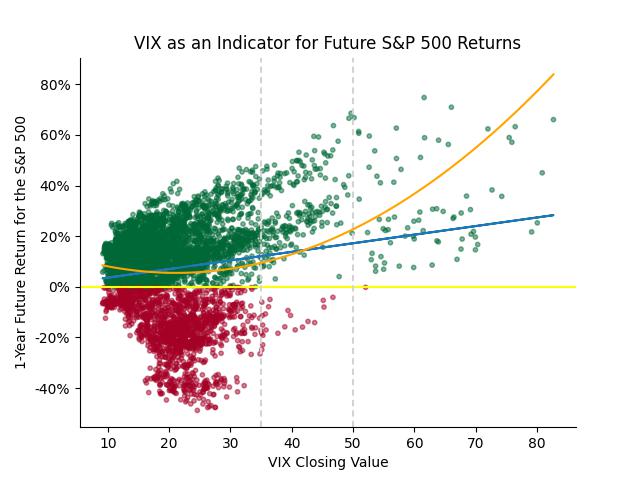 VIX as an Indicator for Future S&P 500 Returns
80%
60%
40%
20%
0%
-20%
-40%
1-Year Future Return for the S&P 500
10 20 30 40 50 60 70 80
VIX Closing Value